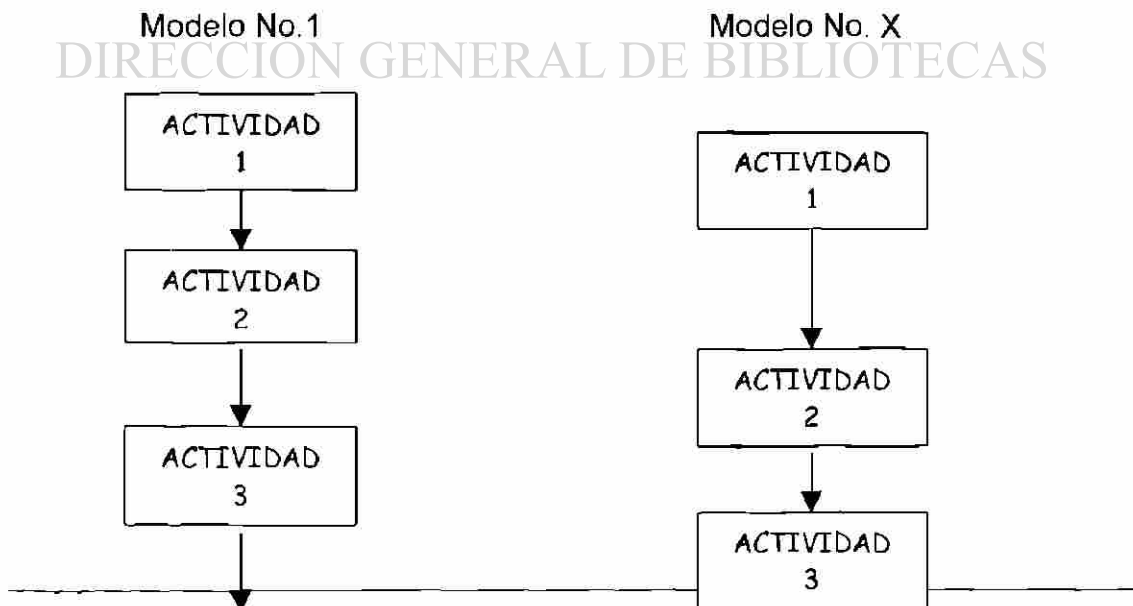 Modelo No.1
Modelo No. X
DIRECCION GENERAL DE BIBLIOTECAS
ACTIVIDAD
1
ACTIVIDAD
2
ACTIVIDAD
3
ACTIVIDAD
1
ACTIVIDAD
2
ACTIVIDAD
3